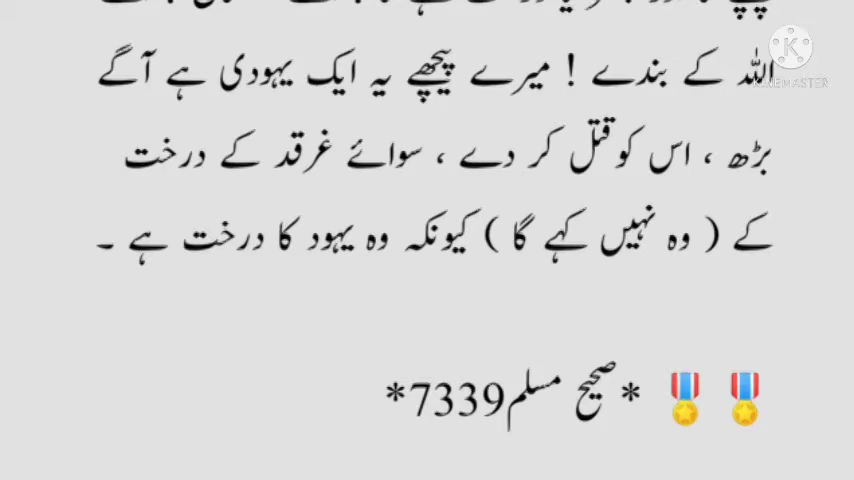 اللہ کے بندے ! میرے پیچھے یہ ایک یہودی ہے آگے
KINEMASTER
بڑھ ، اس کو قتل کر دے ، سوائے غرقد کے درخت
کے ( وہ نہیں کہے گا ) کیونکہ وہ یہود کا درخت ہے ۔
*صحیح مسلم7339*